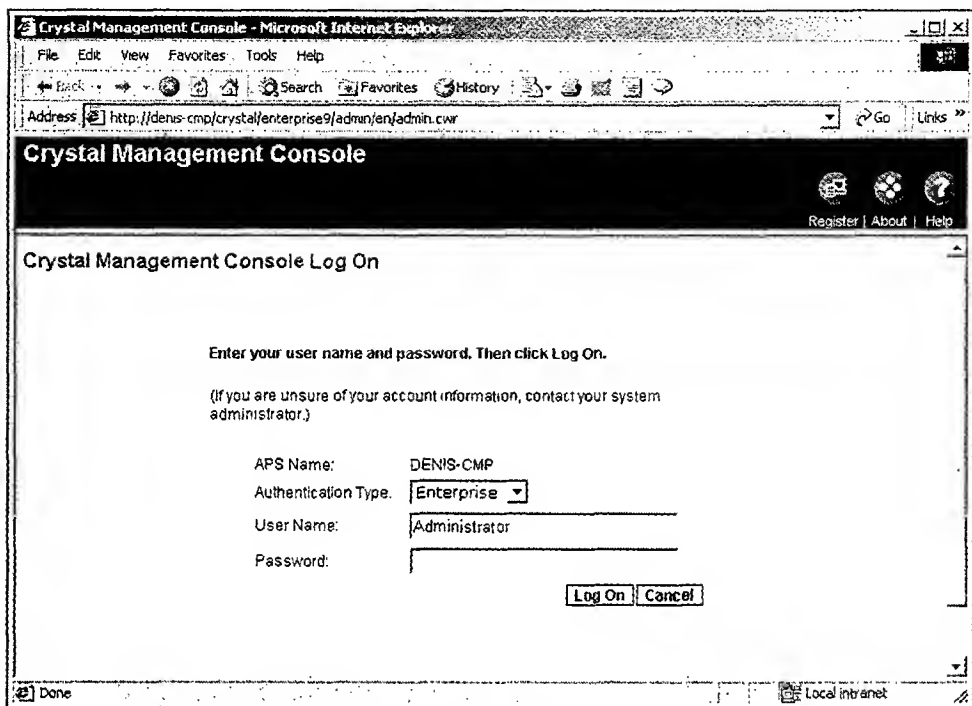 Crystal Management Console - Microsoft Internet Explorer
File Edit View Favorites Tools Help
Back Search Favorites History
Address http://denis-cmp/crystal/enterprise9/admin/en/admin.cwr Go Links »
Crystal Management Console
Register | About | Help
Crystal Management Console Log On
Enter your user name and password. Then click Log On.
(If you are unsure of your account information, contact your system
administrator.)
APS Name: DENIS-CMP
Authentication Type: Enterprise
User Name: Administrator
Password:
Log On Cancel
Done Local intranet